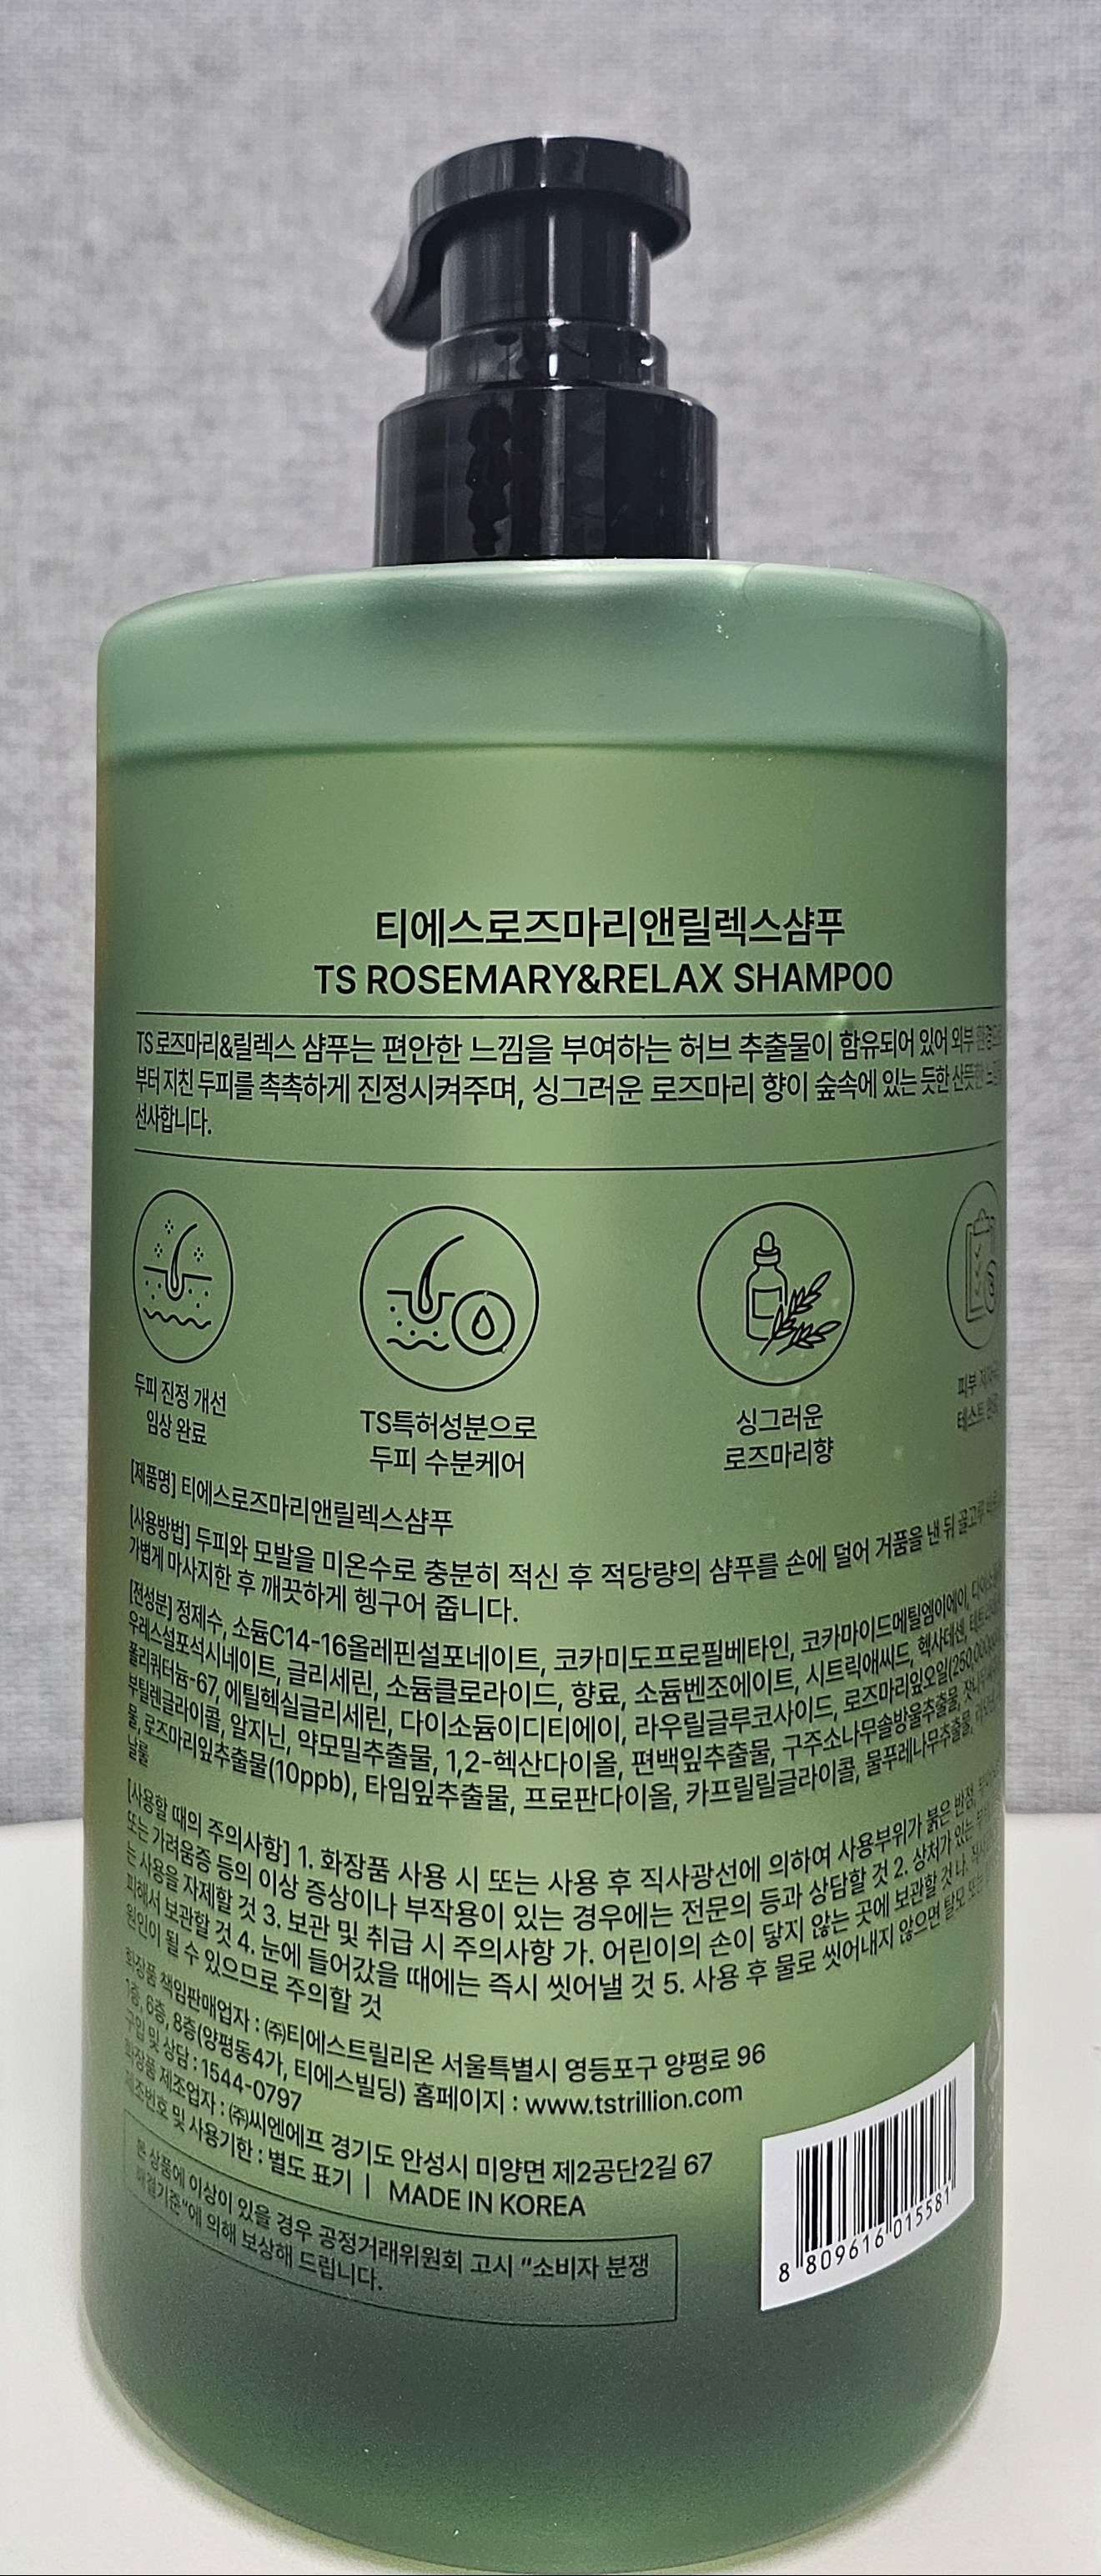 티에스로즈마리앤릴렉스샴푸
TS ROSEMARY&RELAX SHAMPOO
TS 로즈마리&릴렉스 샴푸는 편안한 느낌을 부여하는 허브 추출물이 함유되어 있어 외부
부터 지친 두피를 촉촉하게 진정시켜주며, 싱그러운 로즈마리 향이 숲속에 있는 듯한 산뜻한
선사합니다.
두피 진정 개선
임상 완료
TS특허성분으로
두피 수분케어
싱그러운
로즈마리향
피부
테스트
[제품명] 티에스로즈마리앤릴렉스샴푸
[사용방법] 두피와 모발을 미온수로 충분히 적신 후 적당량의 샴푸를 손에 덜어 거품을 낸 뒤 골고루
가볍게 마사지한 후 깨끗하게 헹구어 줍니다.
[전성분] 정제수, 소듐C14-16올레핀설포네이트, 코카미도프로필베타인, 코카마이드메틸엠이에이,
우레스설포석시네이트, 글리세린, 소듐클로라이드, 향료, 소듐벤조에이트, 시트릭애씨드, 헥사데센,
폴리쿼터늄-67, 에틸헥실글리세린, 다이소듐이디티에이, 라우릴글루코사이드, 로즈마리잎오일
부틸렌글라이콜, 알지닌, 약모밀추출물, 1,2-헥산다이올, 편백잎추출물, 구주소나무솔방울추출물,
물, 로즈마리잎추출물(10ppb), 타임잎추출물, 프로판다이올, 카프릴릴글라이콜, 물푸레나무추출물,
날룰
[사용할 때의 주의사항] 1. 화장품 사용 시 또는 사용 후 직사광선에 의하여 사용부위가 붉은 반점,
또는 가려움증 등의 이상 증상이나 부작용이 있는 경우에는 전문의 등과 상담할 것 2. 상처가 있는
는 사용을 자제할 것 3. 보관 및 취급 시 주의사항 가. 어린이의 손이 닿지 않는 곳에 보관할 것 나.
피해서 보관할 것 4. 눈에 들어갔을 때에는 즉시 씻어낼 것 5. 사용 후 물로 씻어내지 않으면 탈모 또는
원인이 될 수 있으므로 주의할 것
화장품 책임판매업자 : ㈜티에스트릴리온 서울특별시 영등포구 양평로 96
1층, 6층, 8층(양평동4가, 티에스빌딩) 홈페이지 : www.tstrillion.com
구입 및 상담 : 1544-0797
화장품 제조업자 : ㈜씨엔에프 경기도 안성시 미양면 제2공단2길 67
제조번호 및 사용기한 : 별도 표기 | MADE IN KOREA
본 상품에 이상이 있을 경우 공정거래위원회 고시 "소비자 분쟁
해결기준"에 의해 보상해 드립니다.
8 809616 015581